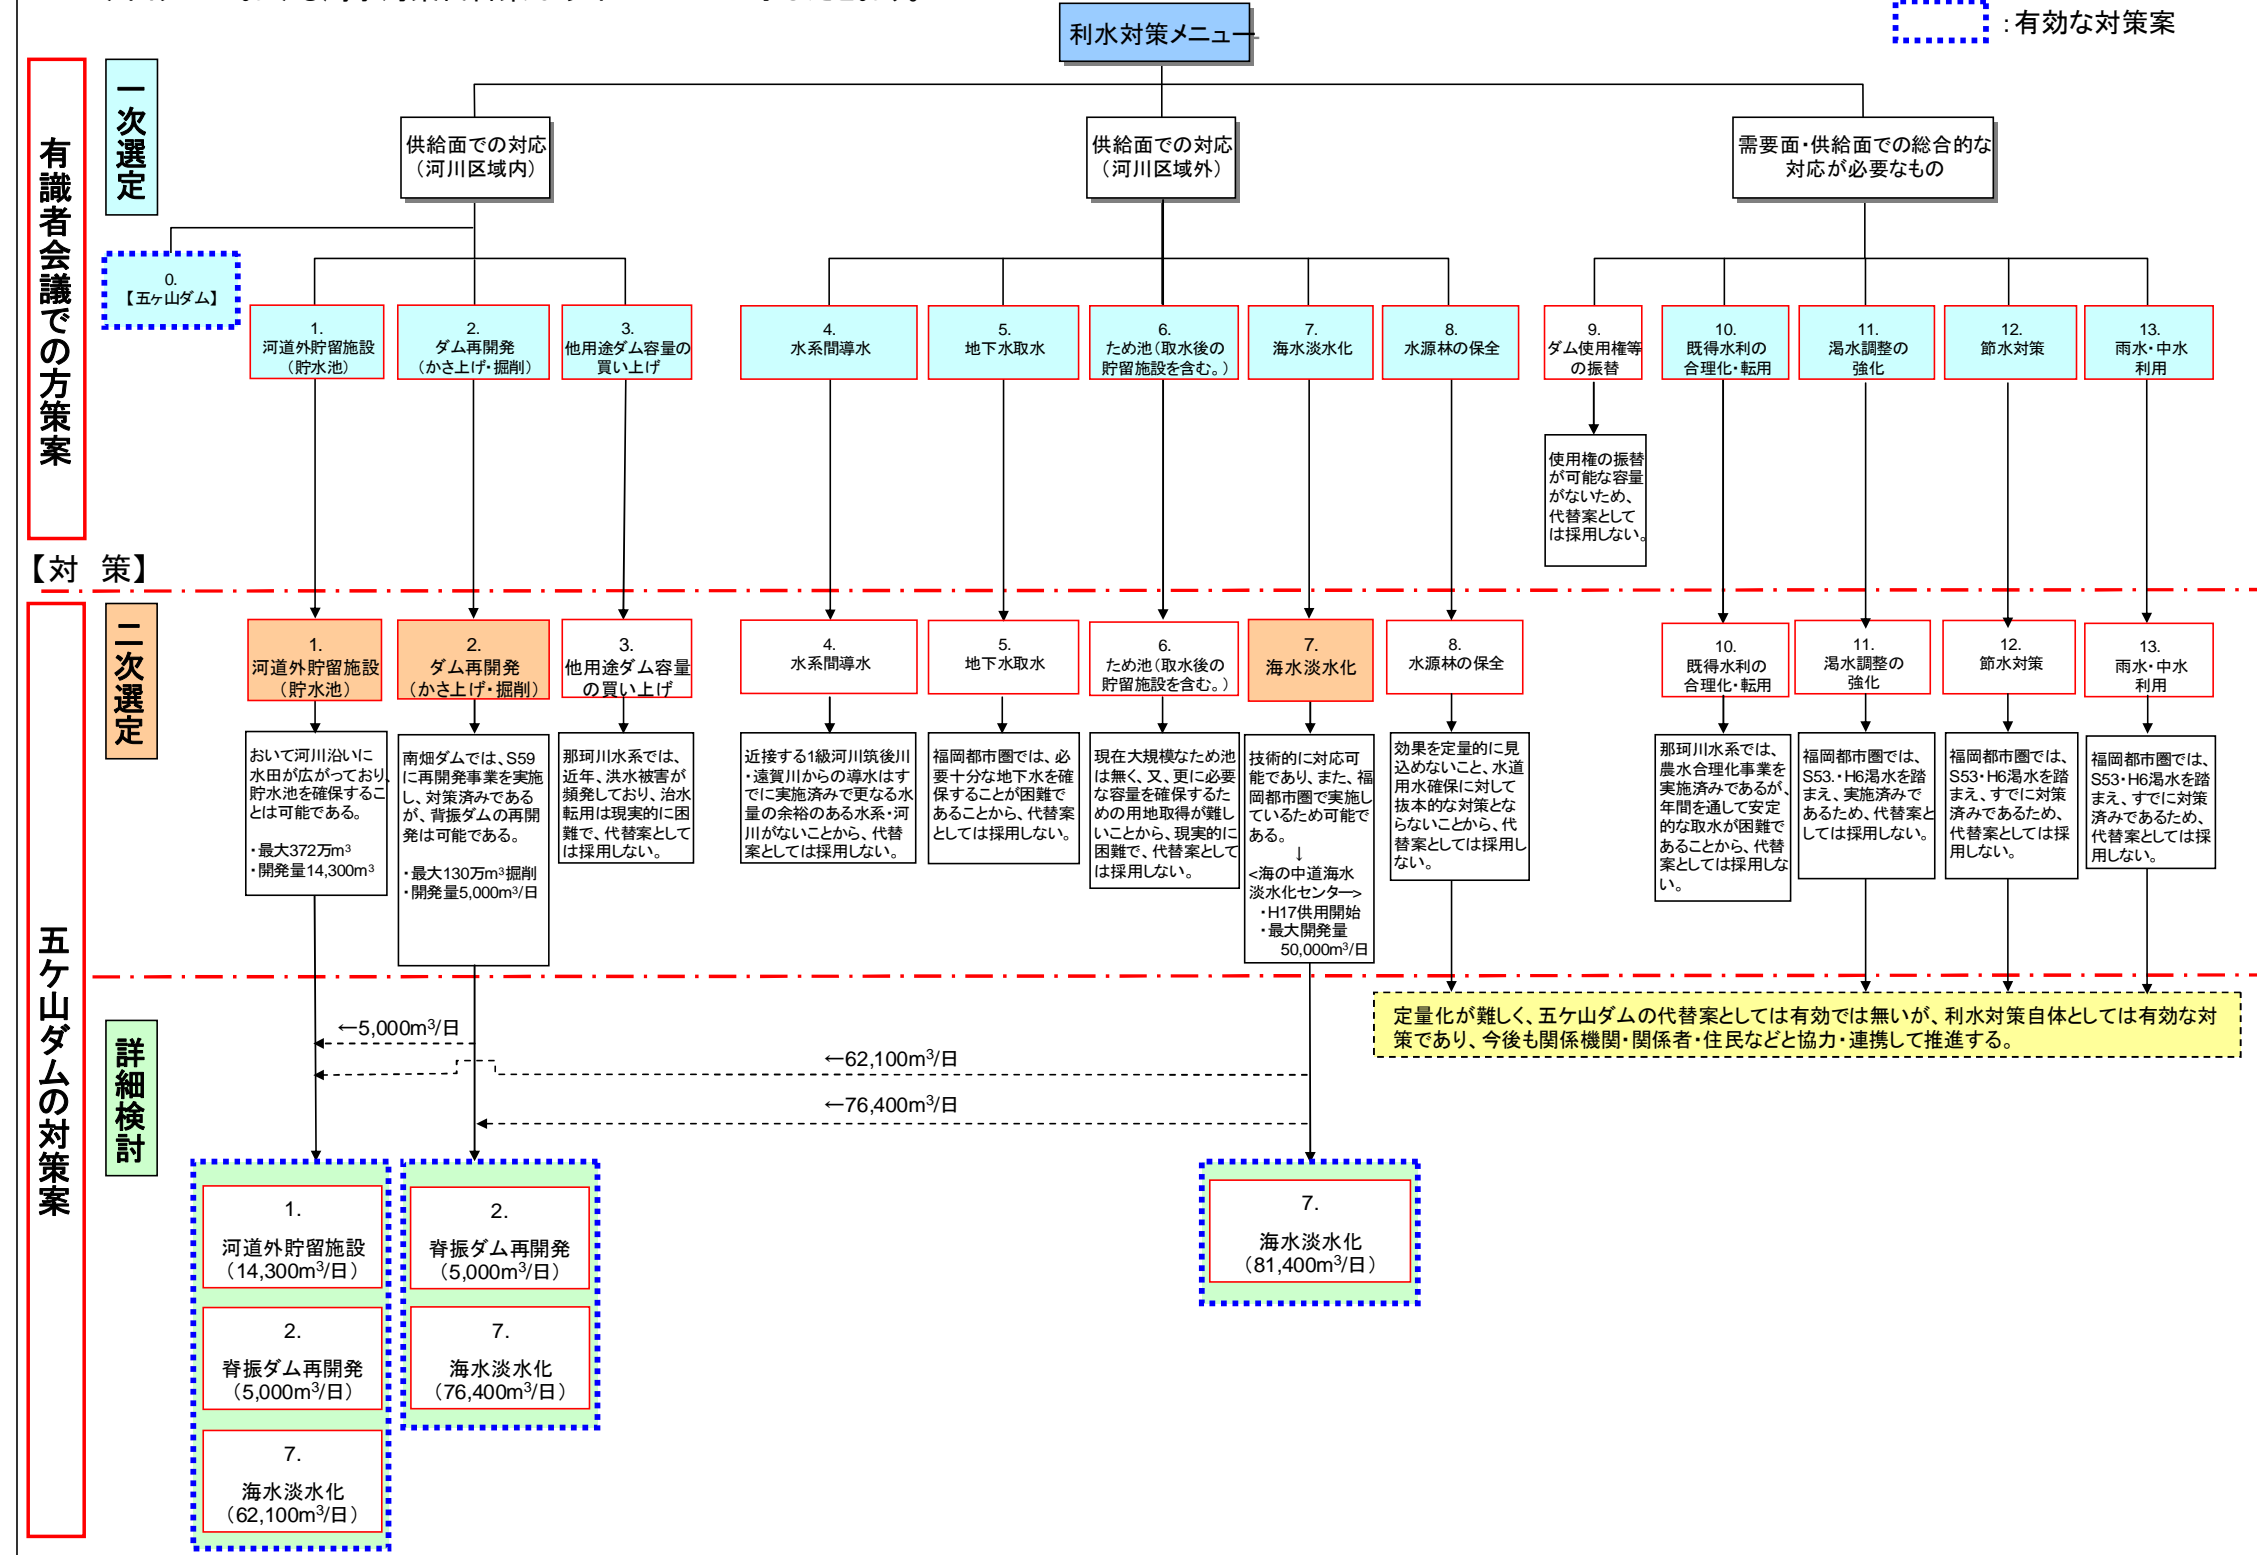 利水対策メニュー
：有効な対策案
有識者会議での方策案
一次選定
供給面での対応
（河川区域内）
供給面での対応
（河川区域外）
需要面・供給面での総合的な
対応が必要なもの
0.
【五ヶ山ダム】
1.
河道外貯留施設
（貯水池）
2.
ダム再開発
（かさ上げ・掘削）
3.
他用途ダム容量の
買い上げ
4.
水系間導水
5.
地下水取水
6.
ため池（取水後の
貯留施設を含む。）
7.
海水淡水化
8.
水源林の保全
9.
ダム使用権等
の振替
10.
既得水利の
合理化・転用
11.
渇水調整の
強化
12.
節水対策
13.
雨水・中水
利用
使用権の振替
が可能な容量
がないため、
代替案として
は採用しない。
【対　策】
五ケ山ダムの対策案
二次選定
1.
河道外貯留施設
（貯水池）
2.
ダム再開発
（かさ上げ・掘削）
3.
他用途ダム容量
の買い上げ
4.
水系間導水
5.
地下水取水
6.
ため池（取水後の
貯留施設を含む。）
7.
海水淡水化
8.
水源林の保全
10.
既得水利の
合理化・転用
11.
渇水調整の
強化
12.
節水対策
13.
雨水・中水
利用
おいて河川沿いに
水田が広がっており、
貯水池を確保するこ
とは可能である。
・最大372万m³
・開発量14,300m³
南畑ダムでは、S59
に再開発事業を実施
し、対策済みである
が、背振ダムの再開
発は可能である。
・最大130万m³掘削
・開発量5,000m³/日
那珂川水系では、
近年、洪水被害が
頻発しており、治水
転用は現実的に困
難で、代替案として
は採用しない。
近接する1級河川筑後川
・遠賀川からの導水はす
でに実施済みで更なる水
量の余裕のある水系・河
川がないことから、代替
案としては採用しない。
福岡都市圏では、必
要十分な地下水を確
保することが困難で
あることから、代替案
としては採用しない。
現在大規模なため池
は無く、又、更に必要
な容量を確保するた
めの用地取得が難し
いことから、現実的に
困難で、代替案として
は採用しない。
技術的に対応可
能であり、また、福
岡都市圏で実施し
ているため可能で
ある。
↓
<海の中道海水
淡水化センター>
・H17供用開始
・最大開発量
50,000m³/日
効果を定量的に見
込めないこと、水道
用水確保に対して
抜本的な対策とな
らないことから、代
替案としては採用し
ない。
那珂川水系では、
農水合理化事業を
実施済みであるが、
年間を通して安定
的な取水が困難で
あることから、代替
案としては採用しな
い。
福岡都市圏では、
S53.・H6渇水を踏
まえ、実施済みで
あるため、代替案と
しては採用しない。
福岡都市圏では、
S53・H6渇水を踏
まえ、すでに対策
済みであるため、
代替案としては採
用しない。
福岡都市圏では、
S53・H6渇水を踏
まえ、すでに対策
済みであるため、
代替案としては採
用しない。
定量化が難しく、五ケ山ダムの代替案としては有効では無いが、利水対策自体としては有効な対
策であり、今後も関係機関・関係者・住民などと協力・連携して推進する。
詳細検討
←5,000m³/日
←62,100m³/日
←76,400m³/日
1.
河道外貯留施設
（14,300m³/日）
2.
脊振ダム再開発
（5,000m³/日）
7.
海水淡水化
（62,100m³/日）
2.
脊振ダム再開発
（5,000m³/日）
7.
海水淡水化
（76,400m³/日）
7.
海水淡水化
（81,400m³/日）